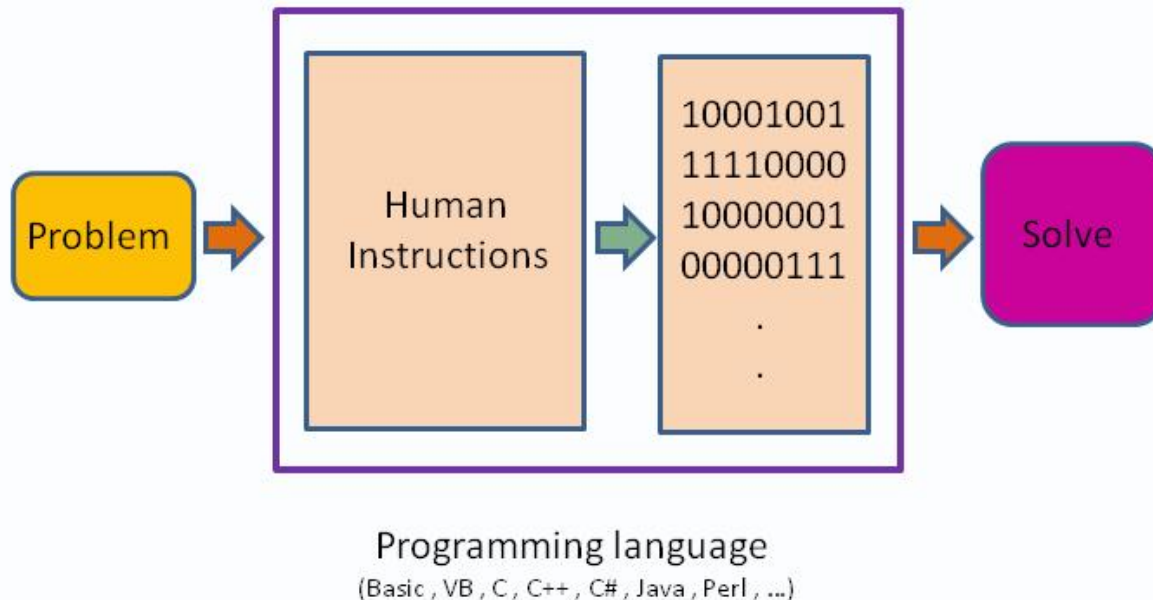 Problem
Human
Instructions
10001001
11110000
10000001
00000111
.
.
Solve
Programming language
(Basic , VB , C , C++ , C# , Java , Perl , ...)